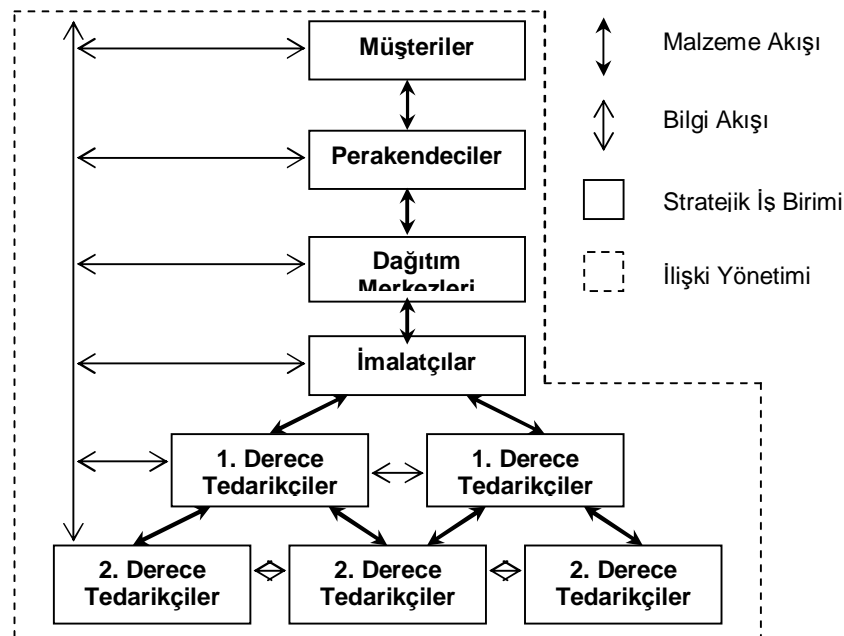 Müşteriler
Perakendeciler
Dağıtım
Merkezleri
İmalatçılar
1. Derece
Tedarikçiler
1. Derece
Tedarikçiler
2. Derece
Tedarikçiler
2. Derece
Tedarikçiler
2. Derece
Tedarikçiler
Malzeme Akışı
Bilgi Akışı
Stratejik İş Birimi
İlişki Yönetimi